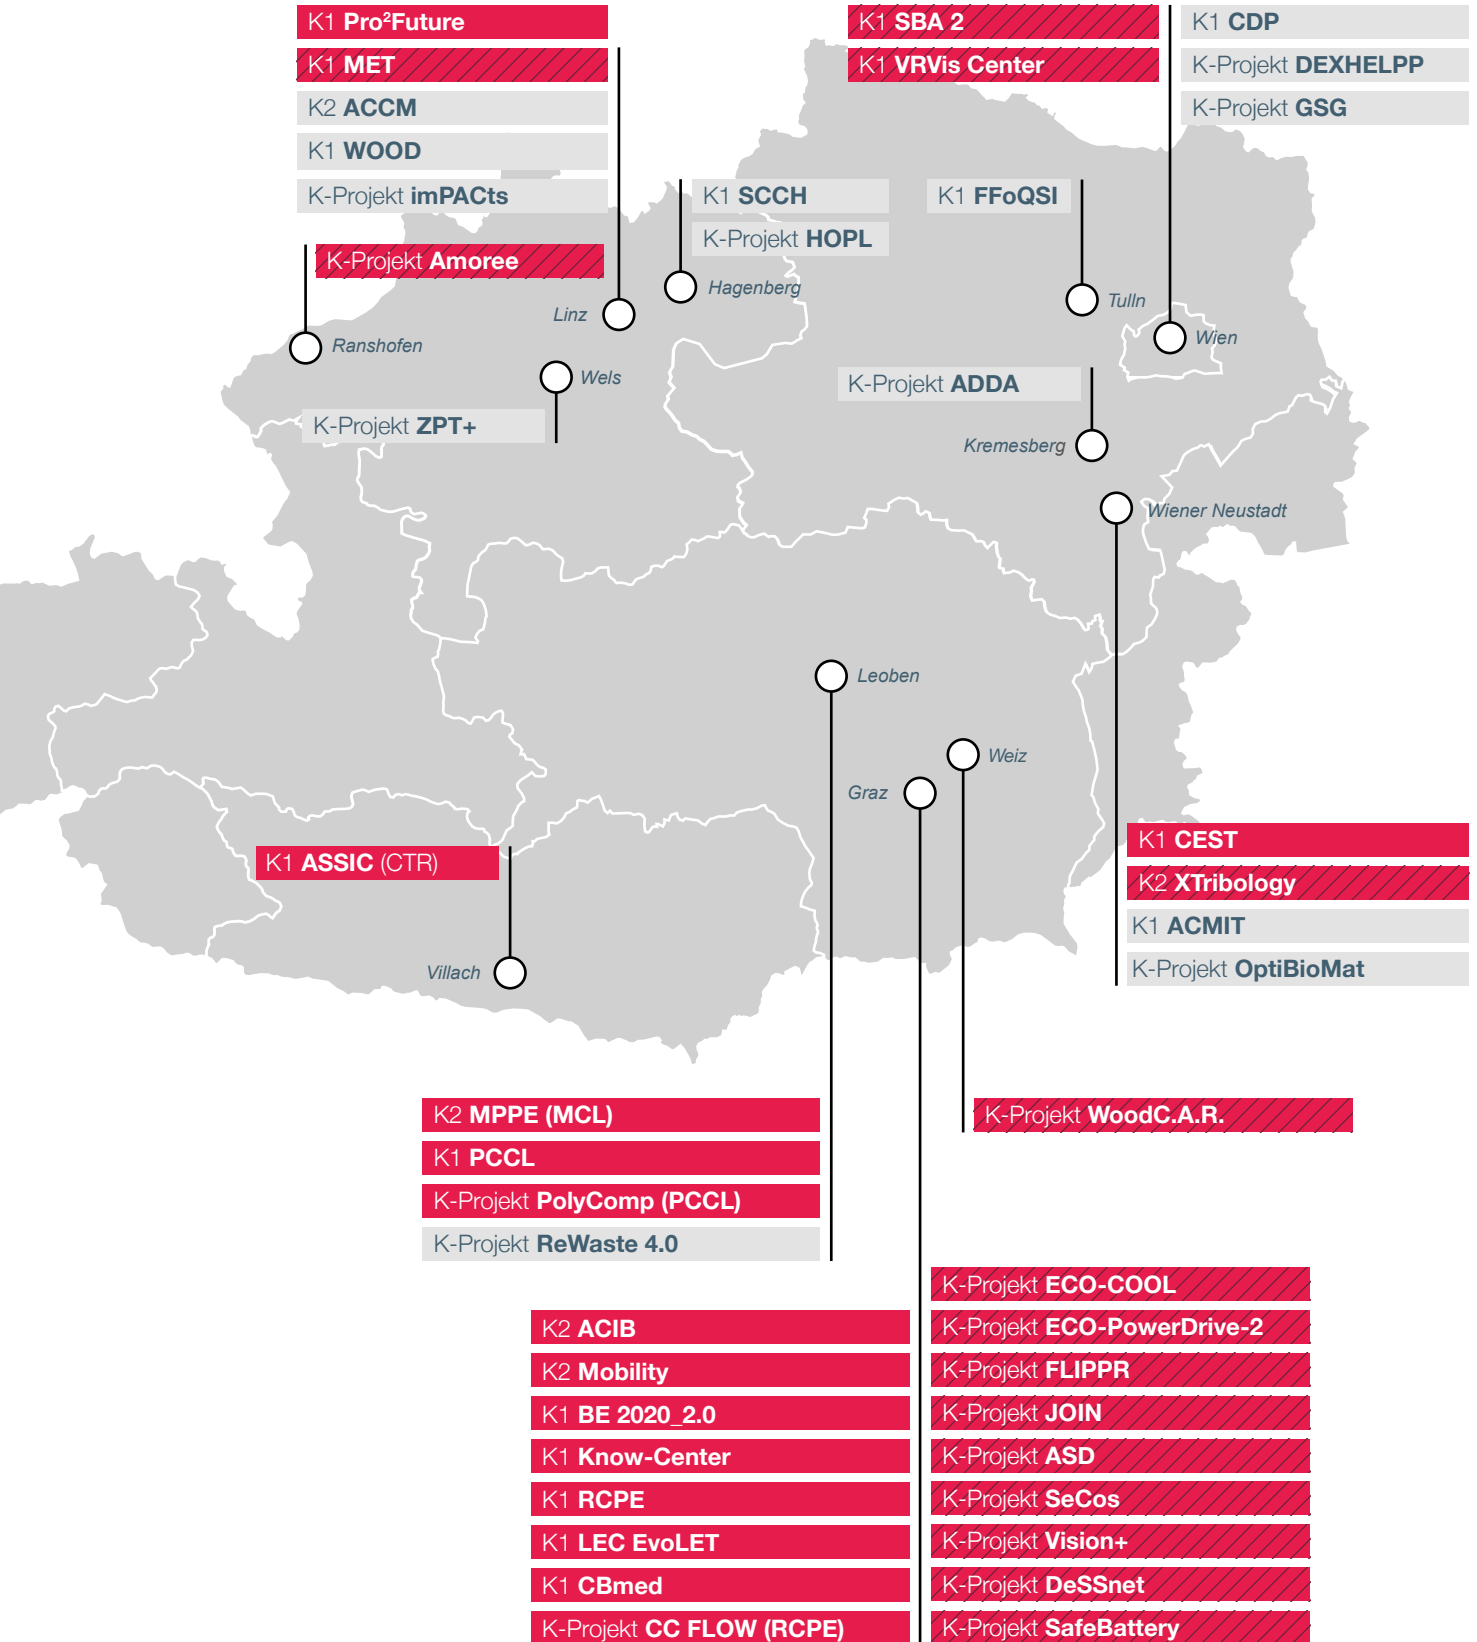 K1 Pro²Future
K1 MET
K2 ACCM
K1 WOOD
K-Projekt imPACts
K1 SBA 2
K1 VRVis Center
K1 CDP
K-Projekt DEXHELPP
K-Projekt GSG
K1 SCCH
K-Projekt HOPL
K1 FFoQSI
K-Projekt Amoree
Hagenberg
Linz
Tulln
Ranshofen
Wien
Wels
K-Projekt ADDA
K-Projekt ZPT+
Kremesberg
Wiener Neustadt
Leoben
Weiz
Graz
K1 ASSIC (CTR)
Villach
K1 CEST
K2 XTribology
K1 ACMIT
K-Projekt OptiBioMat
K2 MPPE (MCL)
K1 PCCL
K-Projekt PolyComp (PCCL)
K-Projekt ReWaste 4.0
K-Projekt WoodC.A.R.
K2 ACIB
K2 Mobility
K1 BE 2020_2.0
K1 Know-Center
K1 RCPE
K1 LEC EvoLET
K1 CBmed
K-Projekt CC FLOW (RCPE)
K-Projekt ECO-COOL
K-Projekt ECO-PowerDrive-2
K-Projekt FLIPPR
K-Projekt JOIN
K-Projekt ASD
K-Projekt SeCos
K-Projekt Vision+
K-Projekt DeSSnet
K-Projekt SafeBattery